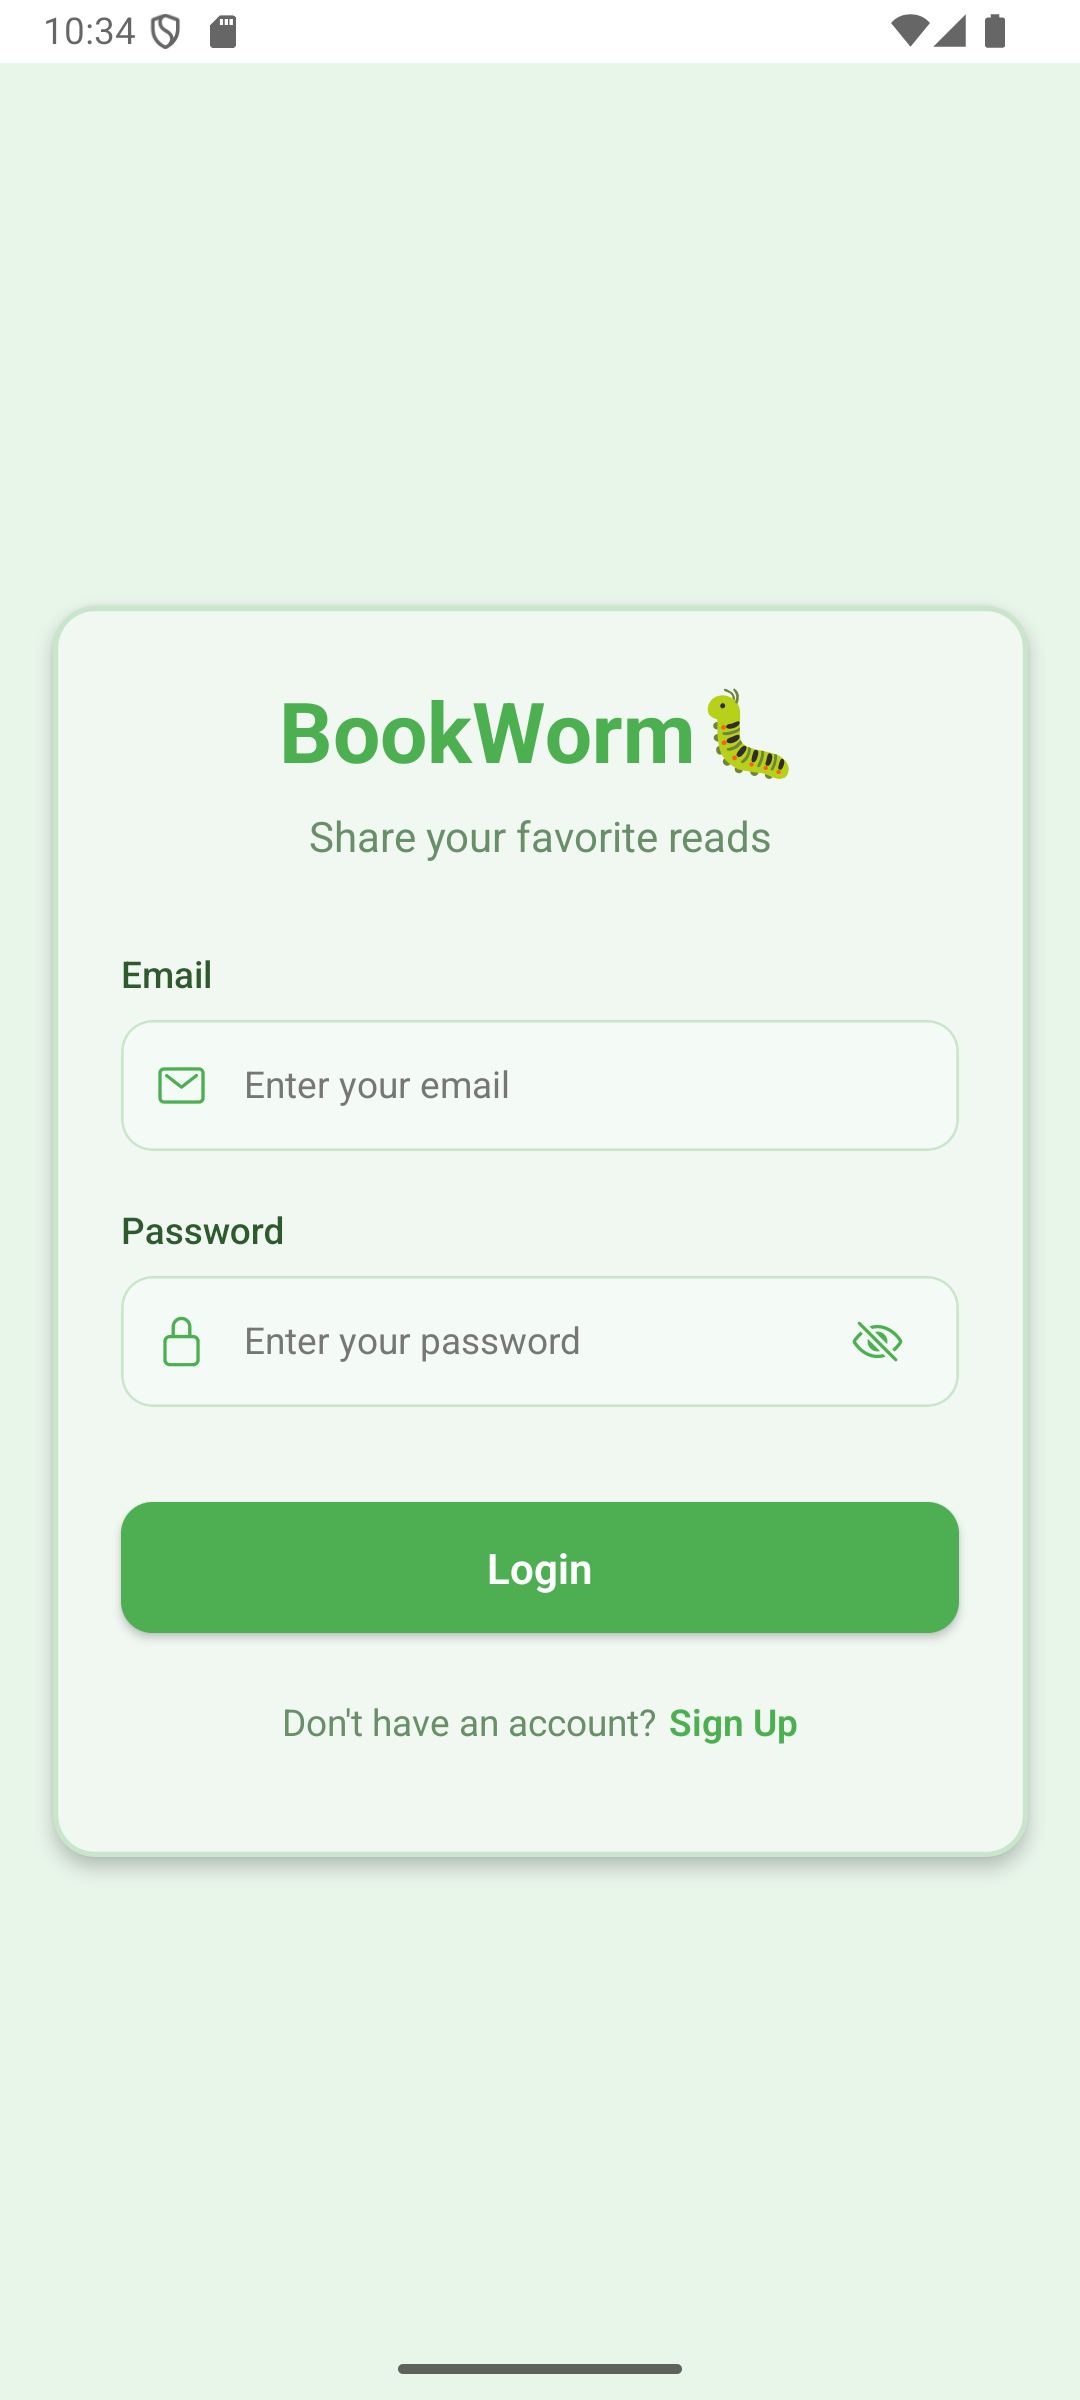 10:34
BookWorm🐛
Share your favorite reads
Email
Enter your email
Password
Enter your password
Login
Don't have an account? Sign Up